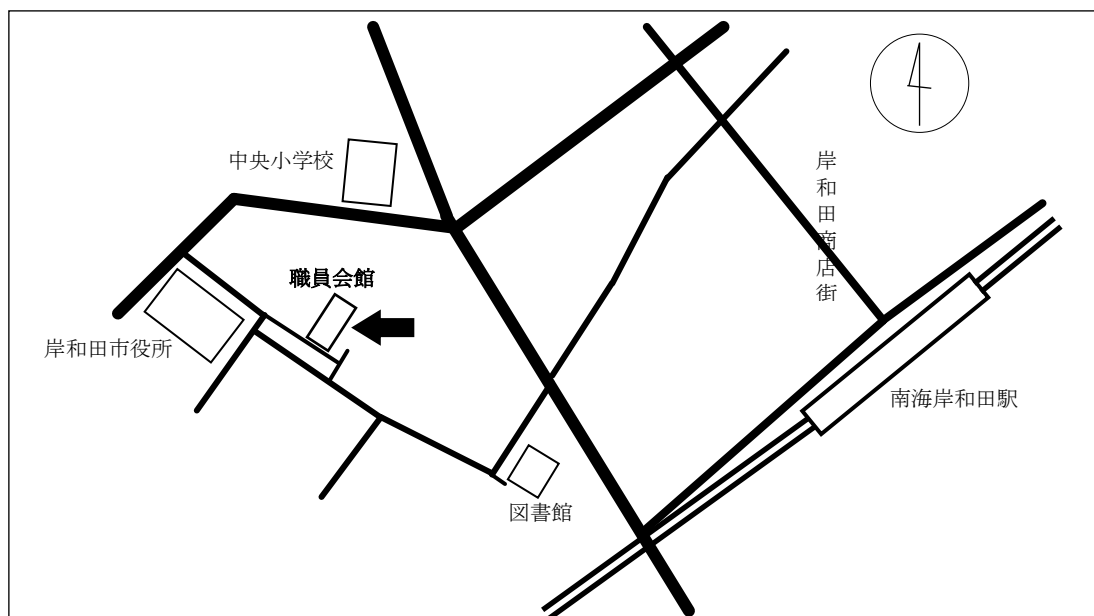 中央小学校
岸和田商店街
職員会館
岸和田市役所
南海岸和田駅
図書館